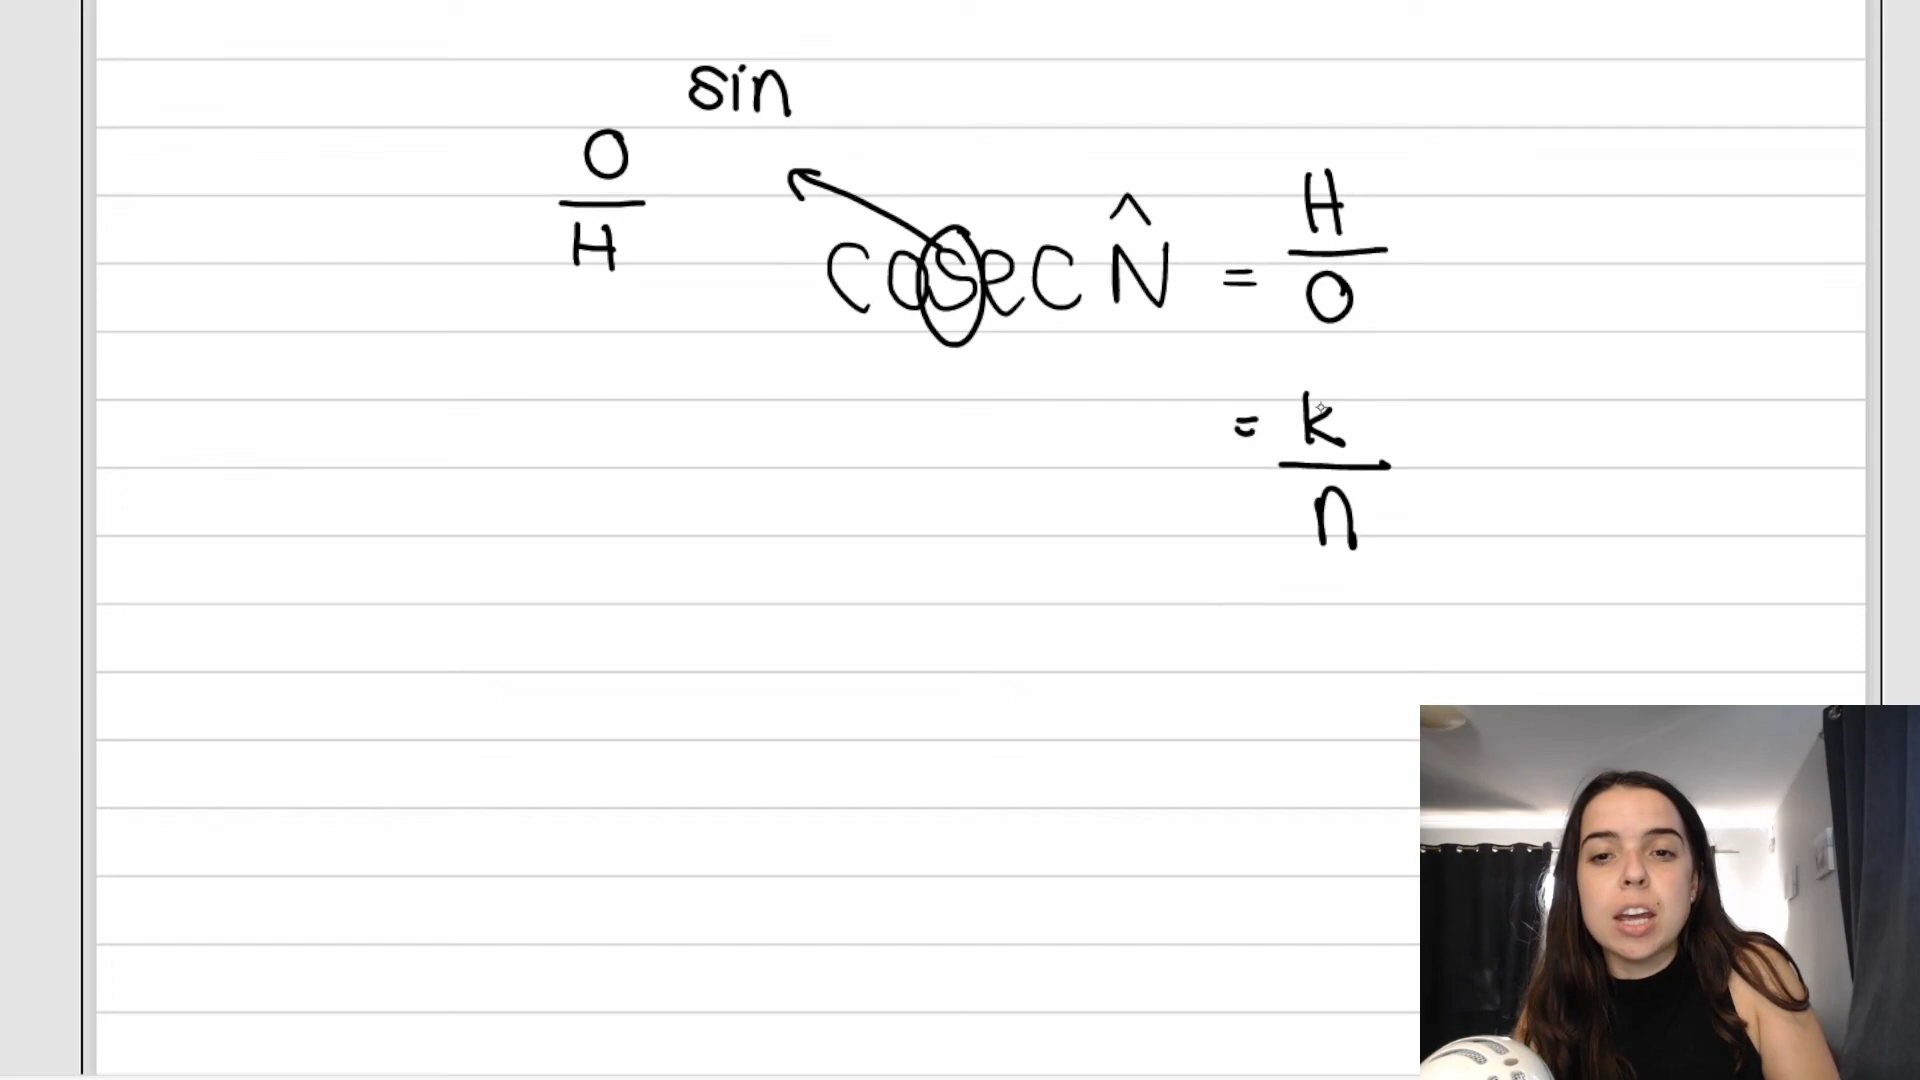 sin
O
H
cosec N̂ = H
O
= k
n